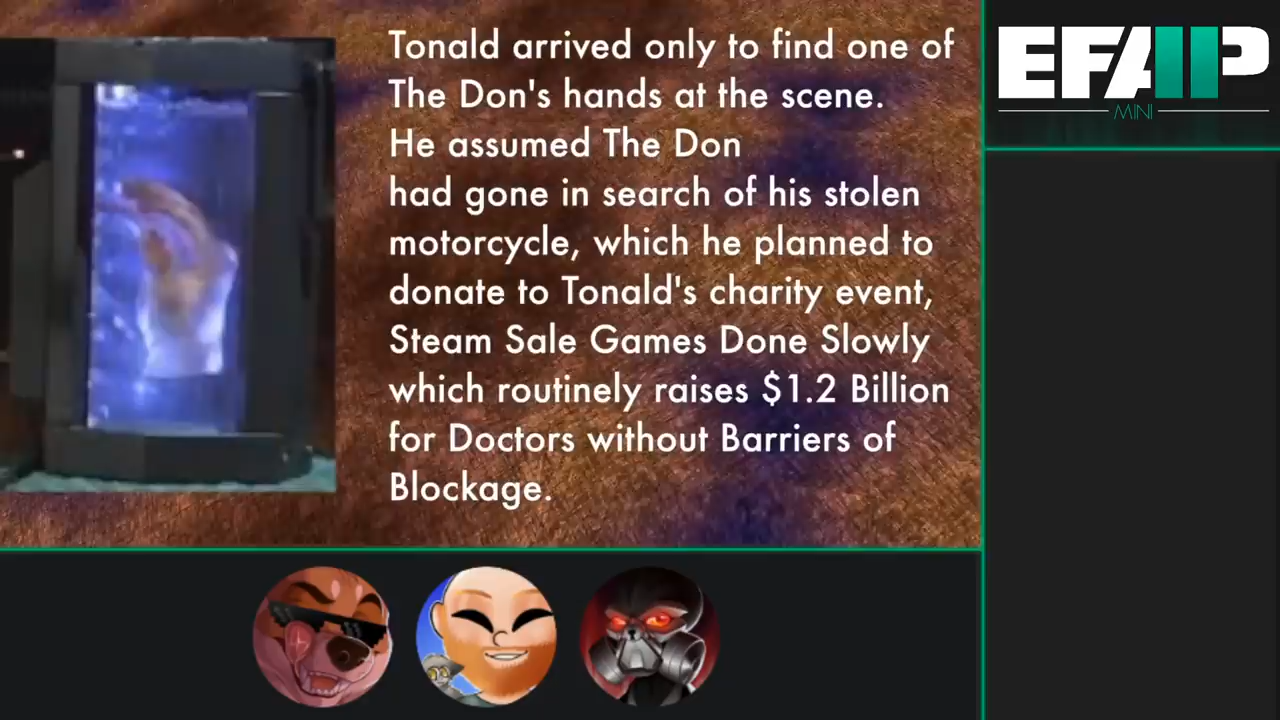 Tonald arrived only to find one of
The Don's hands at the scene.
He assumed The Don
had gone in search of his stolen
motorcycle, which he planned to
donate to Tonald's charity event,
Steam Sale Games Done Slowly
which routinely raises $1.2 Billion
for Doctors without Barriers of
Blockage.
EFAP
MINI